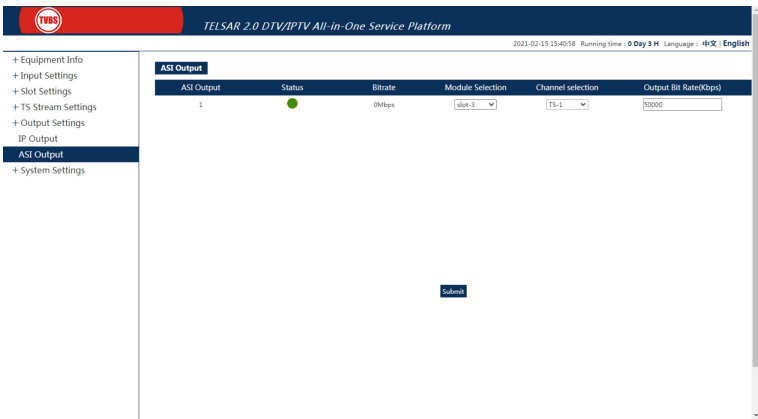 TVBS
TELSAR 2.0 DTV/IPTV All-in-One Service Platform
2021-02-15 15:40:58 Running time : 0 Day 3 H Language : 中文 | English
+ Equipment Info
+ Input Settings
+ Slot Settings
+ TS Stream Settings
+ Output Settings
IP Output
ASI Output
+ System Settings
ASI Output
ASI Output Status Bitrate Module Selection Channel selection Output Bit Rate(Kbps)
1 0Mbps slot-3 TS-1 50000
Submit